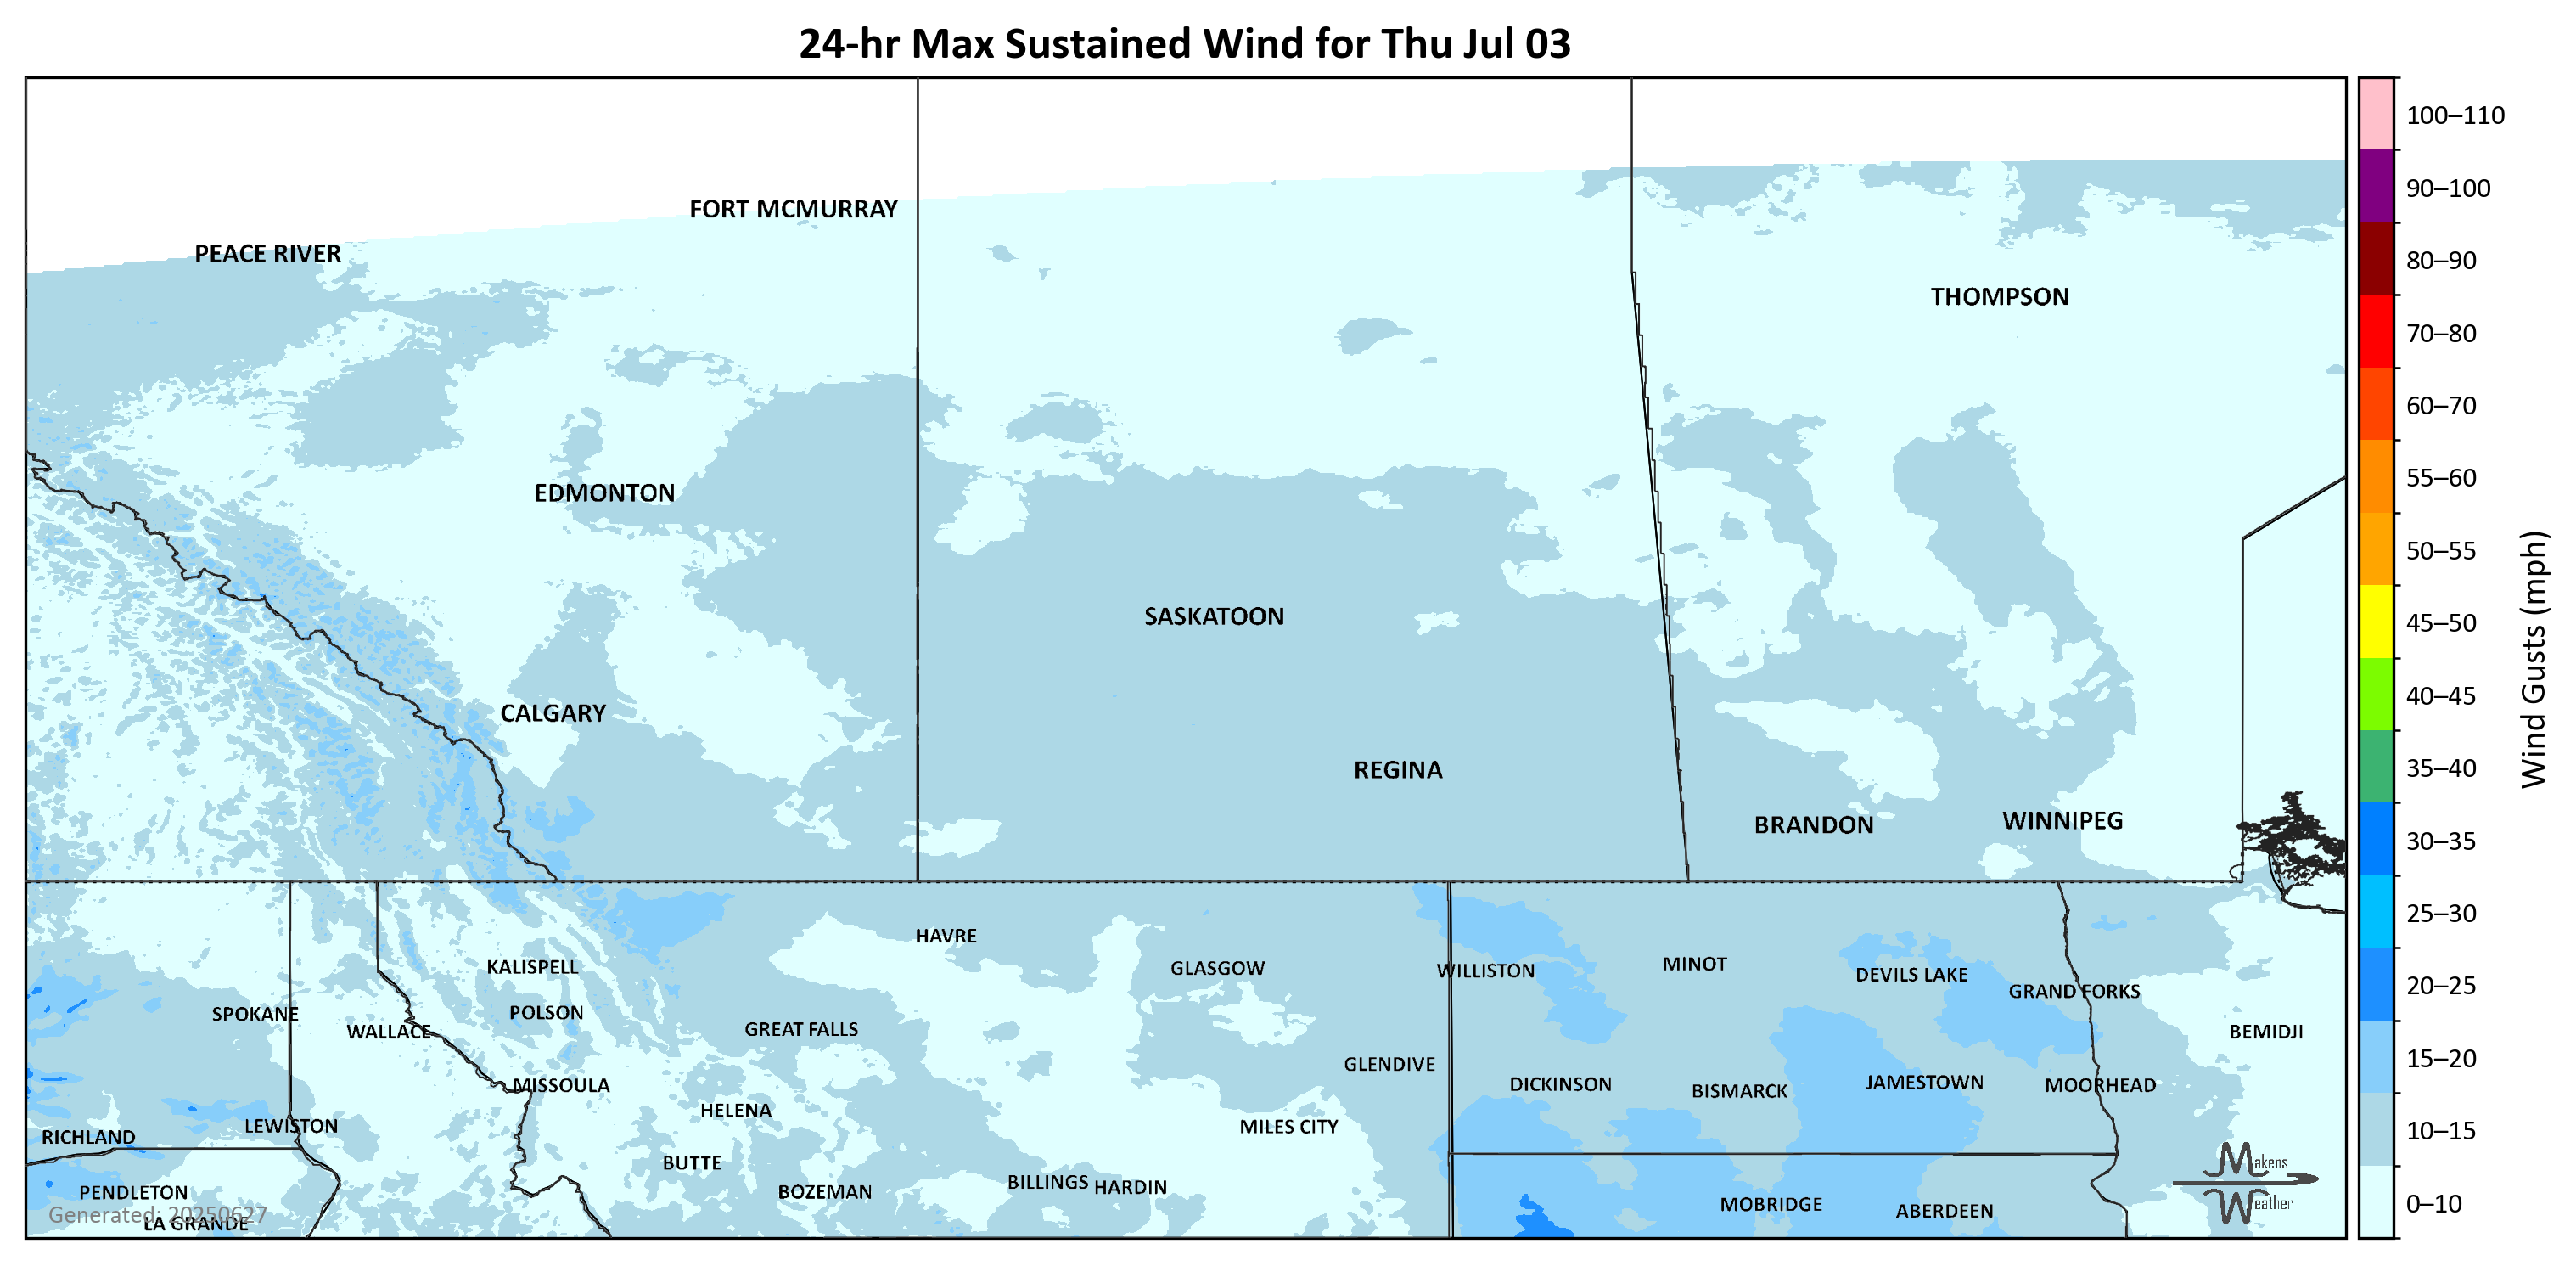 24-hr Max Sustained Wind for Thu Jul 03
100–110
FORT MCMURRAY
90–100
PEACE RIVER
80–90
THOMPSON
70–80
60–70
55–60
EDMONTON
50–55
SASKATOON
45–50
CALGARY
40–45
REGINA
35–40
BRANDON
WINNIPEG
30–35
Wind Gusts (mph)
HAVRE
25–30
KALISPELL
GLASGOW
WILLISTON
MINOT
DEVILS LAKE
20–25
GRAND FORKS
SPOKANE
POLSON
WALLACE
GREAT FALLS
BEMIDJI
GLENDIVE
15–20
MISSOULA
DICKINSON
BISMARCK
JAMESTOWN
MOORHEAD
HELENA
LEWISTON
MILES CITY
10–15
RICHLAND
BUTTE
Makens
Weather
PENDLETON
BOZEMAN
BILLINGS
HARDIN
MOBRIDGE
ABERDEEN
0–10
Generated: 20250627
LA GRANDE